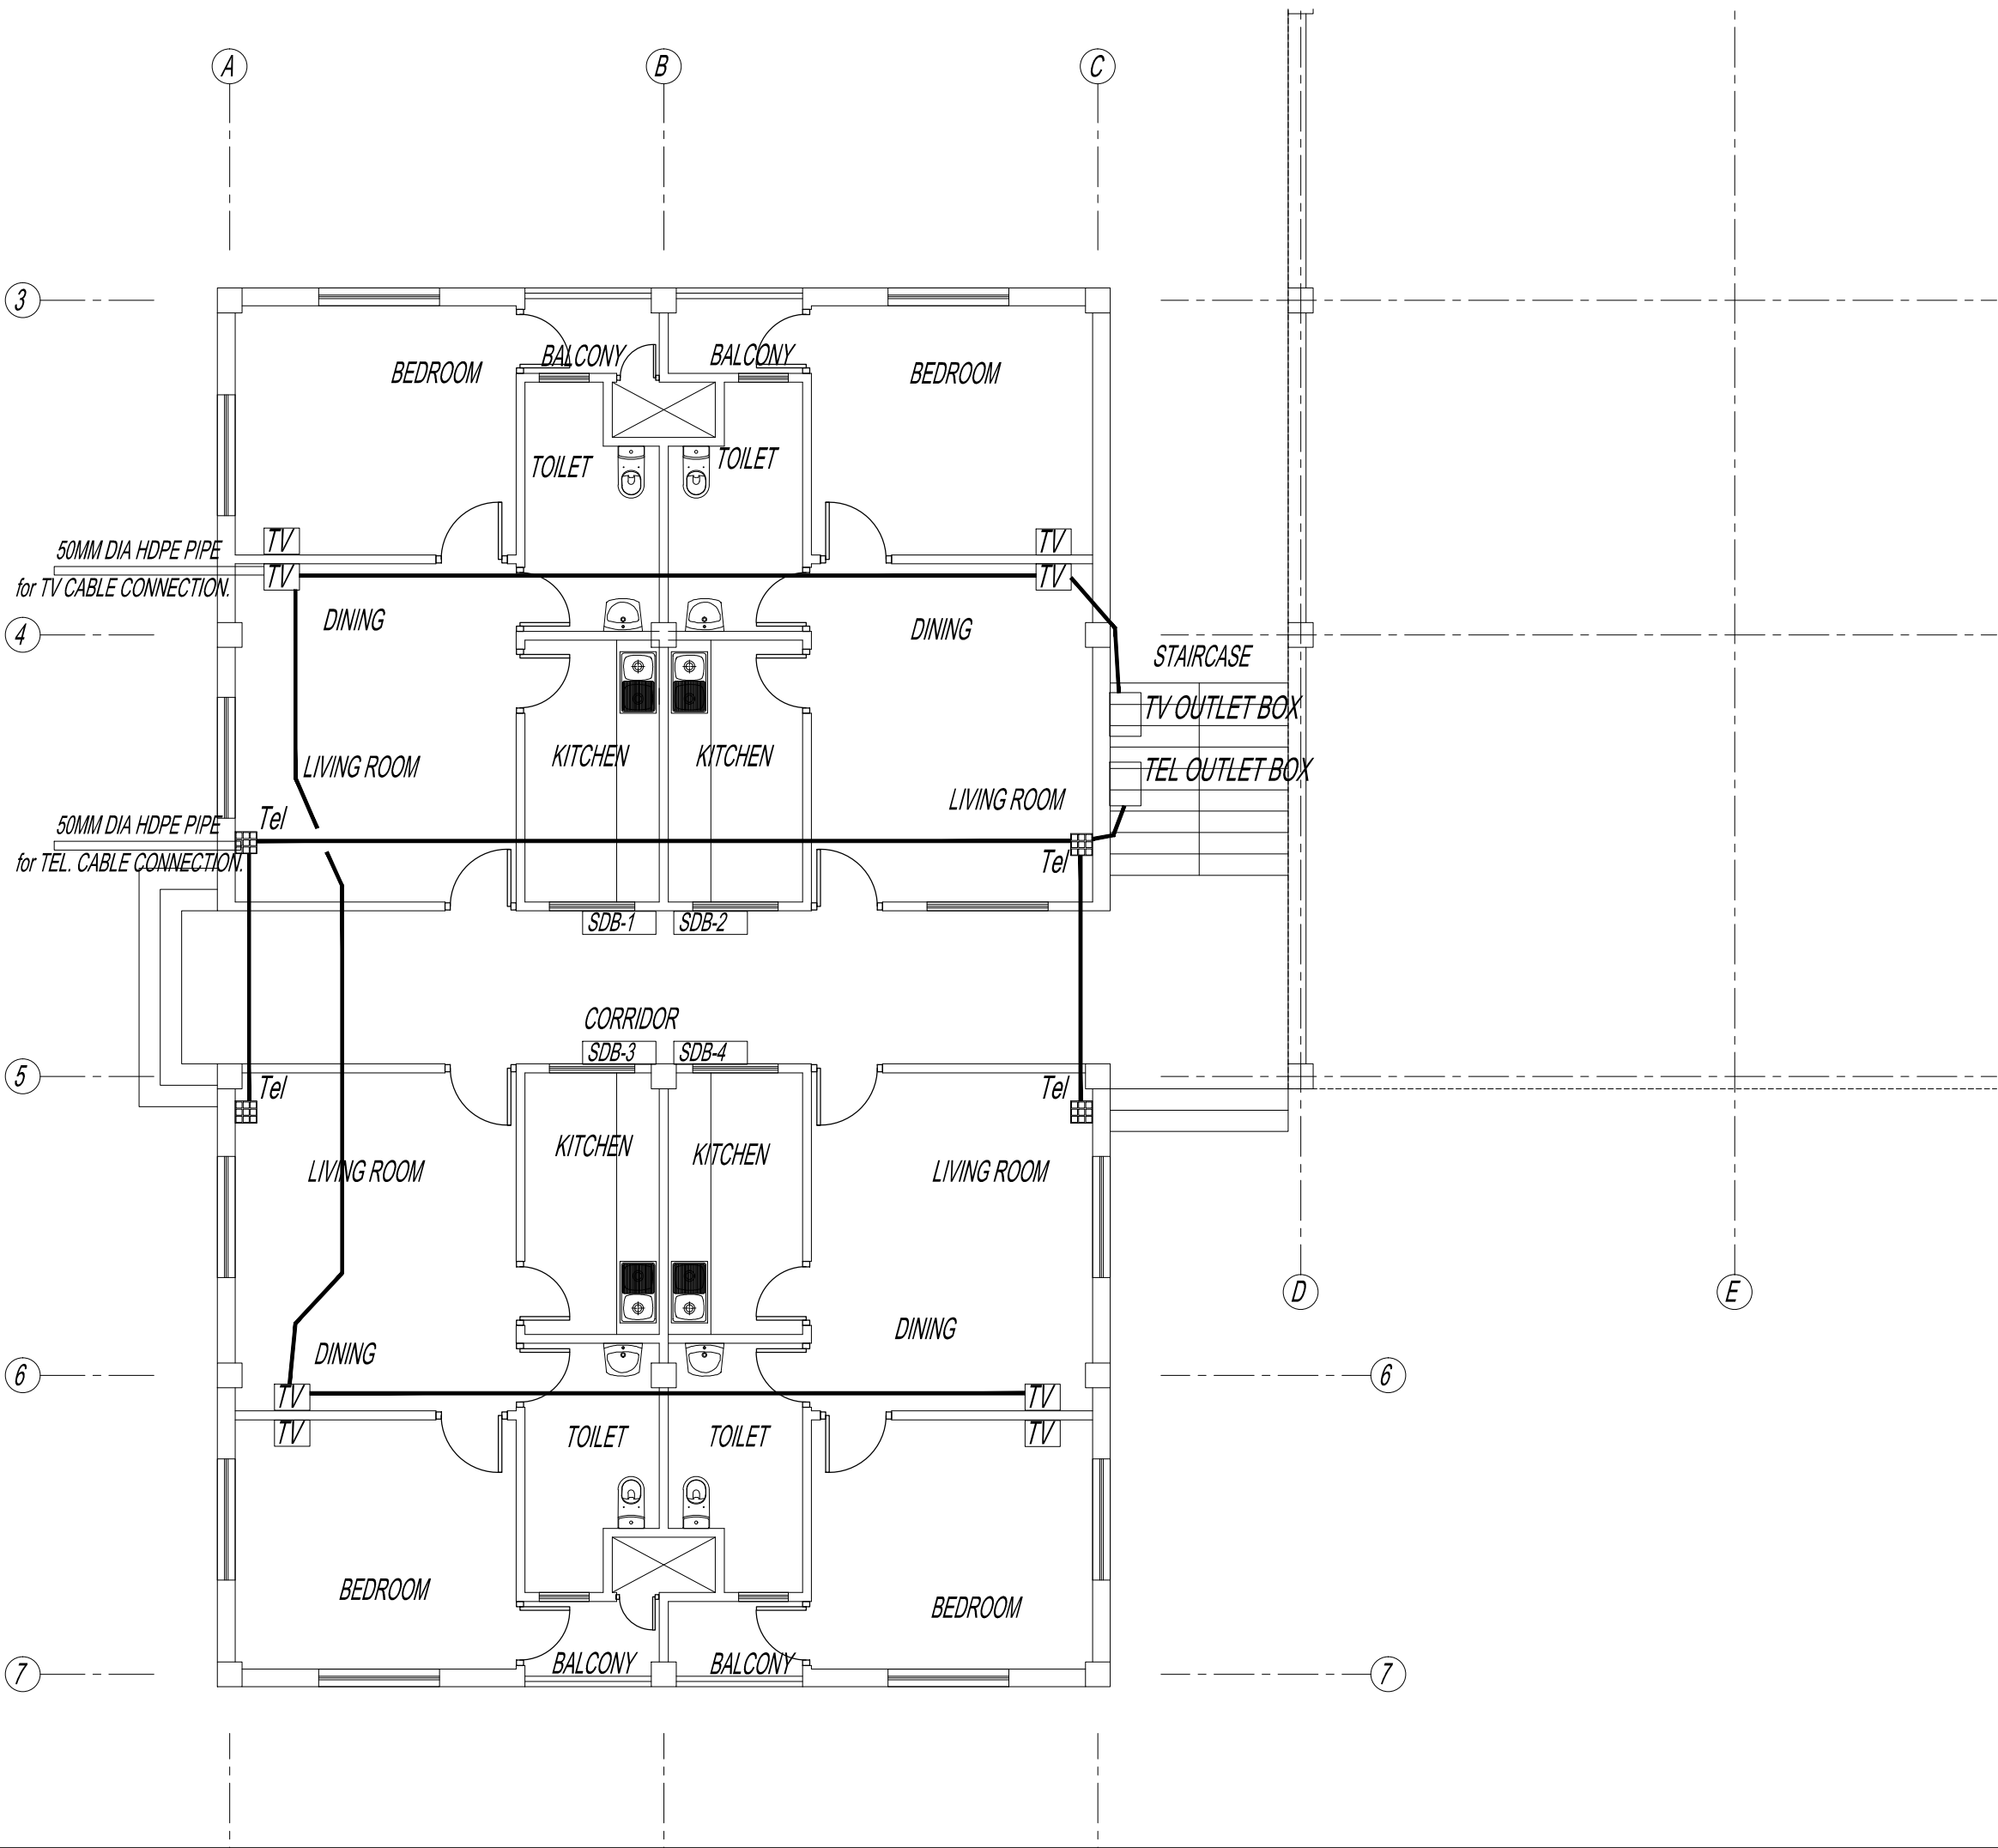 A
B
C
3
BALCONY
BALCONY
BEDROOM
BEDROOM
TOILET
TOILET
TV
TV
50MM DIA HDPE PIPE
TV
TV
for TV CABLE CONNECTION.
DINING
DINING
4
STAIRCASE
TV OUTLET BOX
KITCHEN
KITCHEN
LIVING ROOM
TEL OUTLET BOX
LIVING ROOM
Tel
50MM DIA HDPE PIPE
for TEL. CABLE CONNECTION.
Tel
SDB-1
SDB-2
CORRIDOR
SDB-3
SDB-4
5
Tel
Tel
KITCHEN
KITCHEN
LIVING ROOM
LIVING ROOM
D
E
DINING
DINING
6
6
TV
TV
TV
TV
TOILET
TOILET
BEDROOM
BEDROOM
BALCONY
BALCONY
7
7